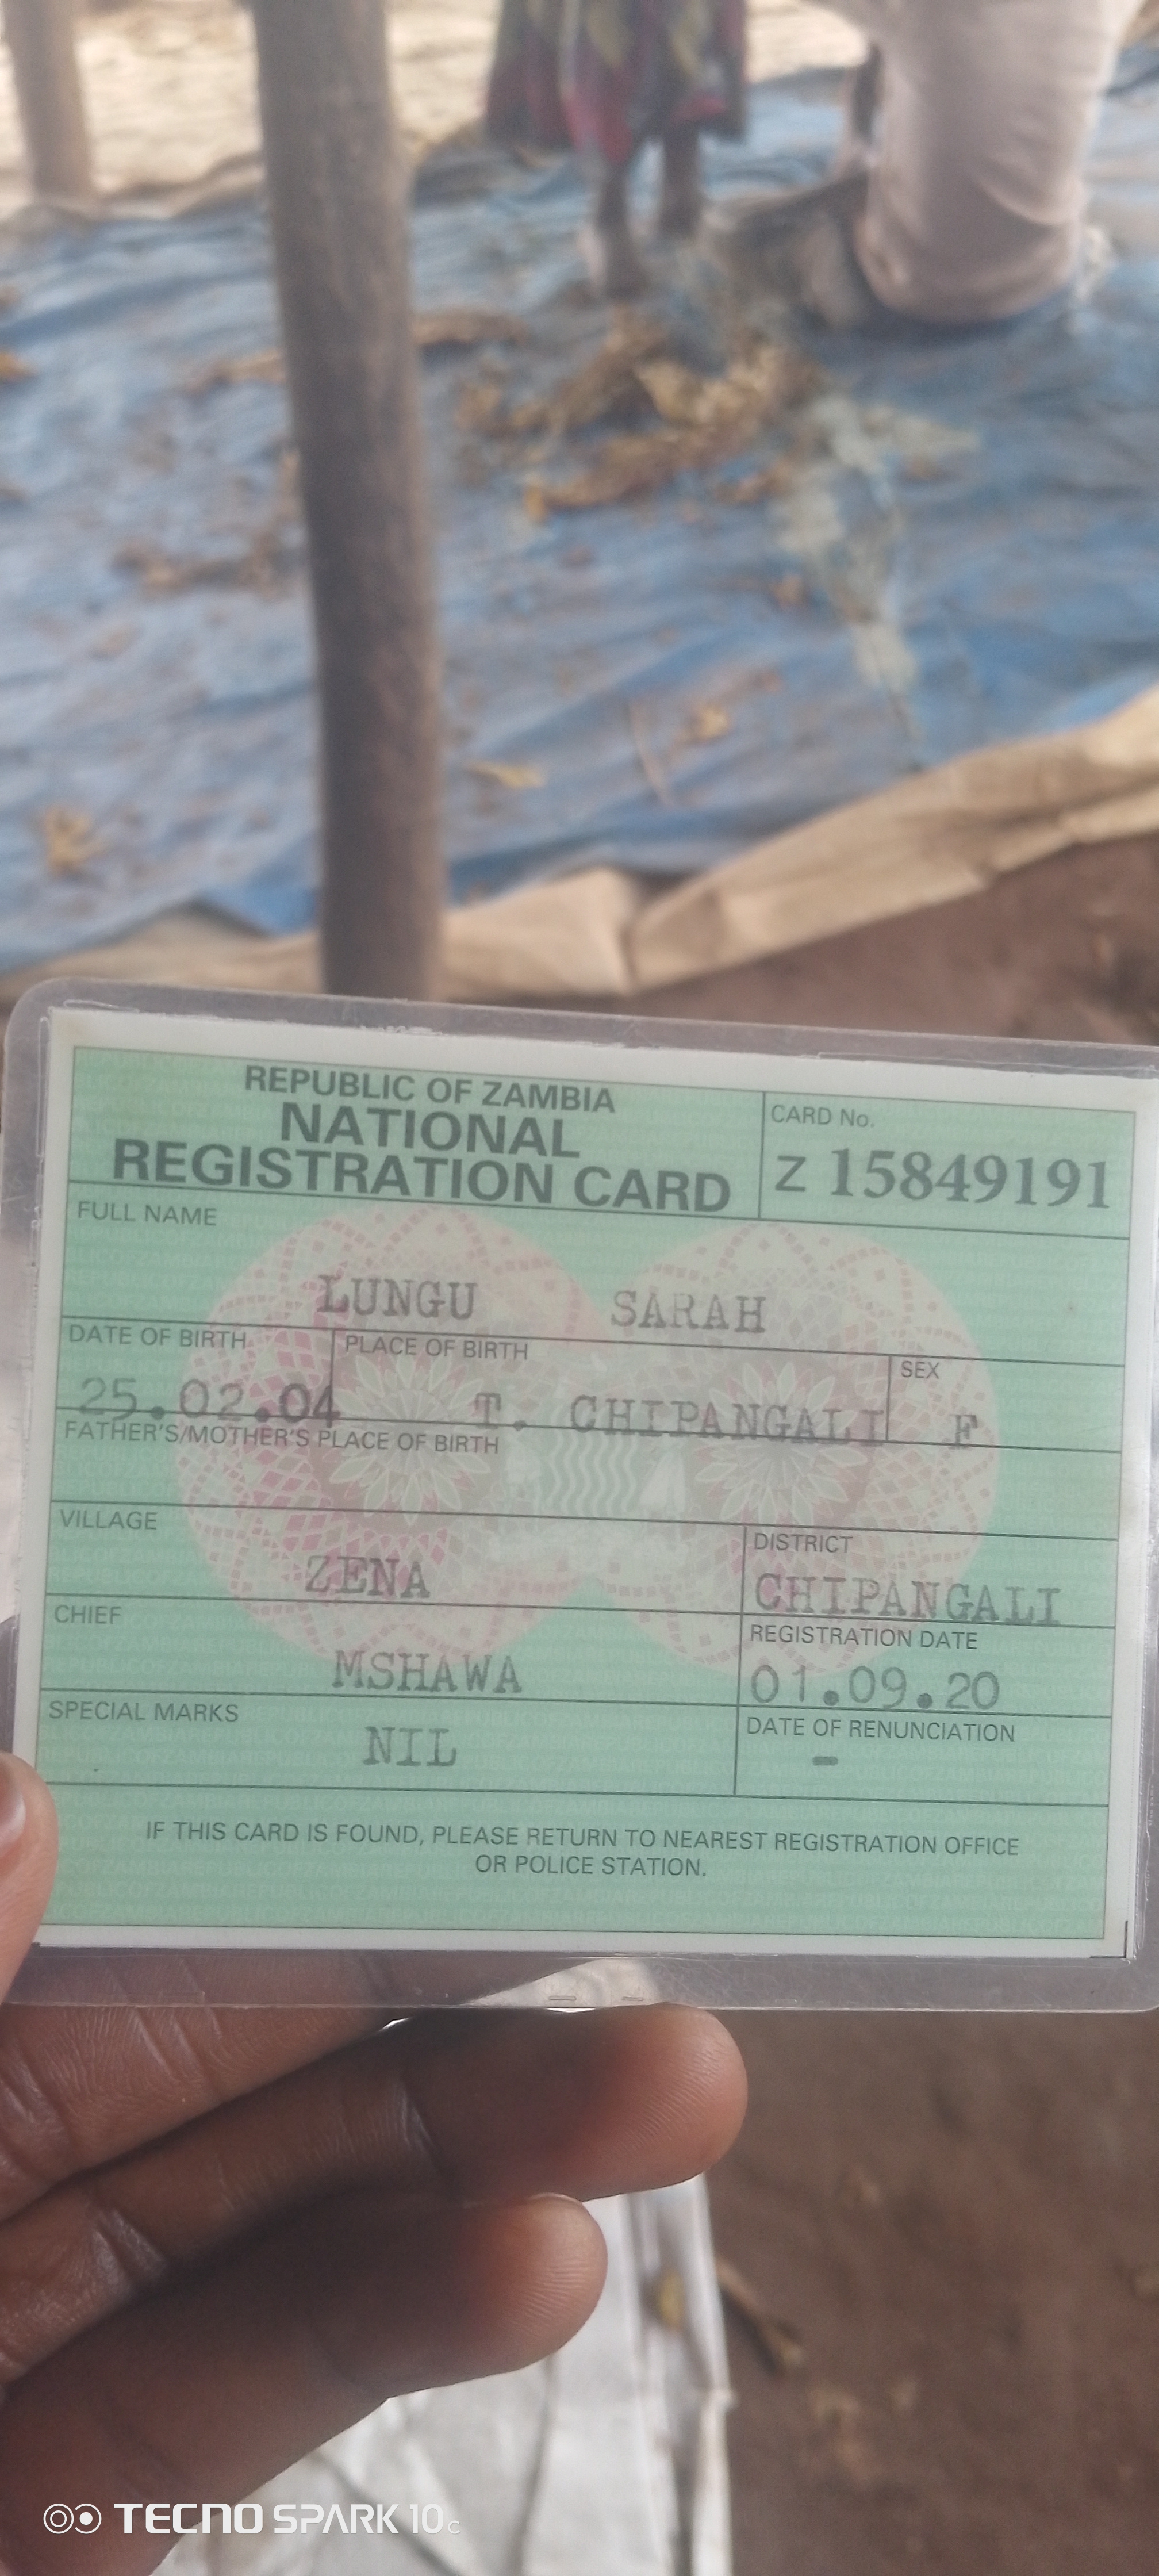 REPUBLIC OF ZAMBIA
NATIONAL
REGISTRATION CARD
CARD No.
Z 15849191
FULL NAME
LUNGU SARAH
DATE OF BIRTH
25.02.04
PLACE OF BIRTH
T. CHIPANGALI
SEX
F
FATHER'S/MOTHER'S PLACE OF BIRTH
VILLAGE
ZENA
DISTRICT
CHIPANGALI
CHIEF
MSHAWA
REGISTRATION DATE
01.09.20
SPECIAL MARKS
NIL
DATE OF RENUNCIATION
-
IF THIS CARD IS FOUND, PLEASE RETURN TO NEAREST REGISTRATION OFFICE
OR POLICE STATION.
TECNO SPARK 10C